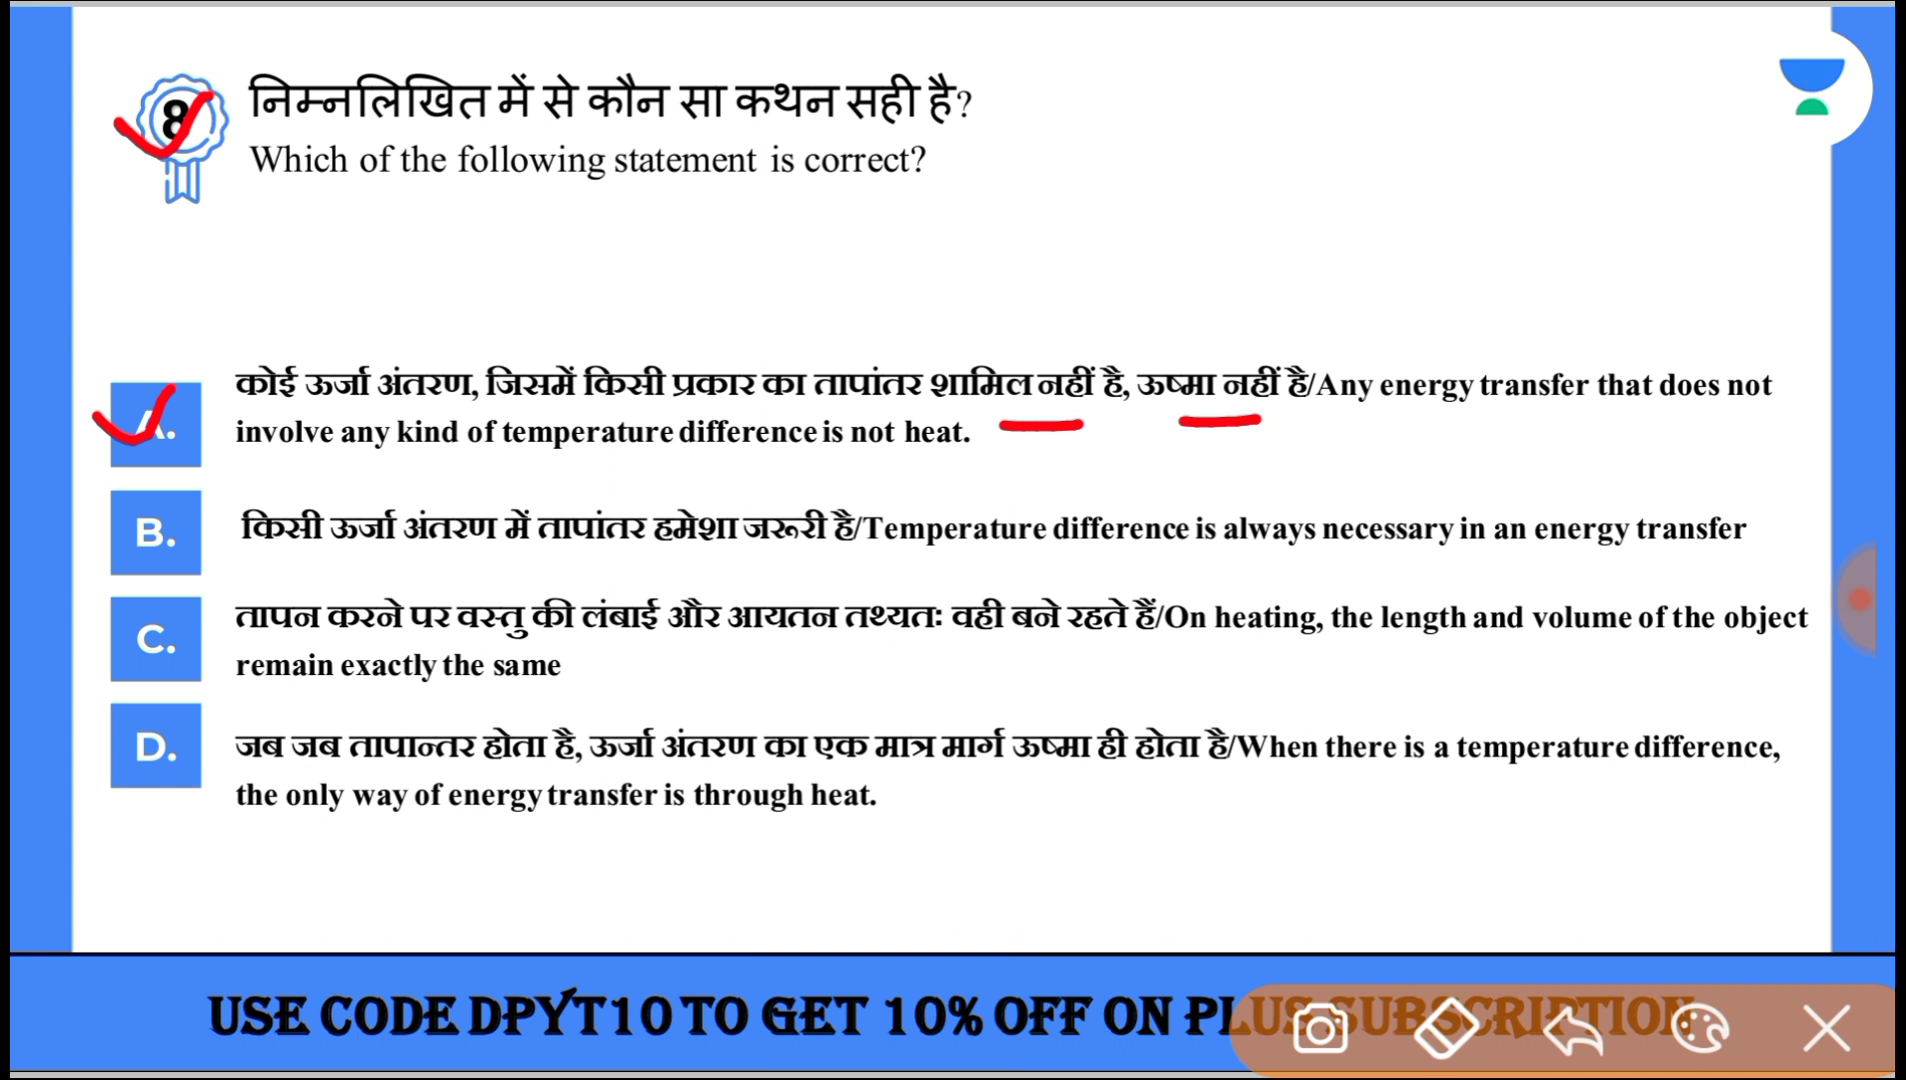 8
निम्नलिखित में से कौन सा कथन सही है?
Which of the following statement is correct?
A.
कोई ऊर्जा अंतरण, जिसमें किसी प्रकार का तापांतर शामिल नहीं है, ऊष्मा नहीं है/Any energy transfer that does not
involve any kind of temperature difference is not heat.
B.
किसी ऊर्जा अंतरण में तापांतर हमेशा जरूरी है/Temperature difference is always necessary in an energy transfer
C.
तापन करने पर वस्तु की लंबाई और आयतन तथ्यतः वही बने रहते हैं/On heating, the length and volume of the object
remain exactly the same
D.
जब जब तापान्तर होता है, ऊर्जा अंतरण का एक मात्र मार्ग ऊष्मा ही होता है/When there is a temperature difference,
the only way of energy transfer is through heat.
USE CODE DPYT10 TO GET 10% OFF ON PLUS SUBSCRIPTION